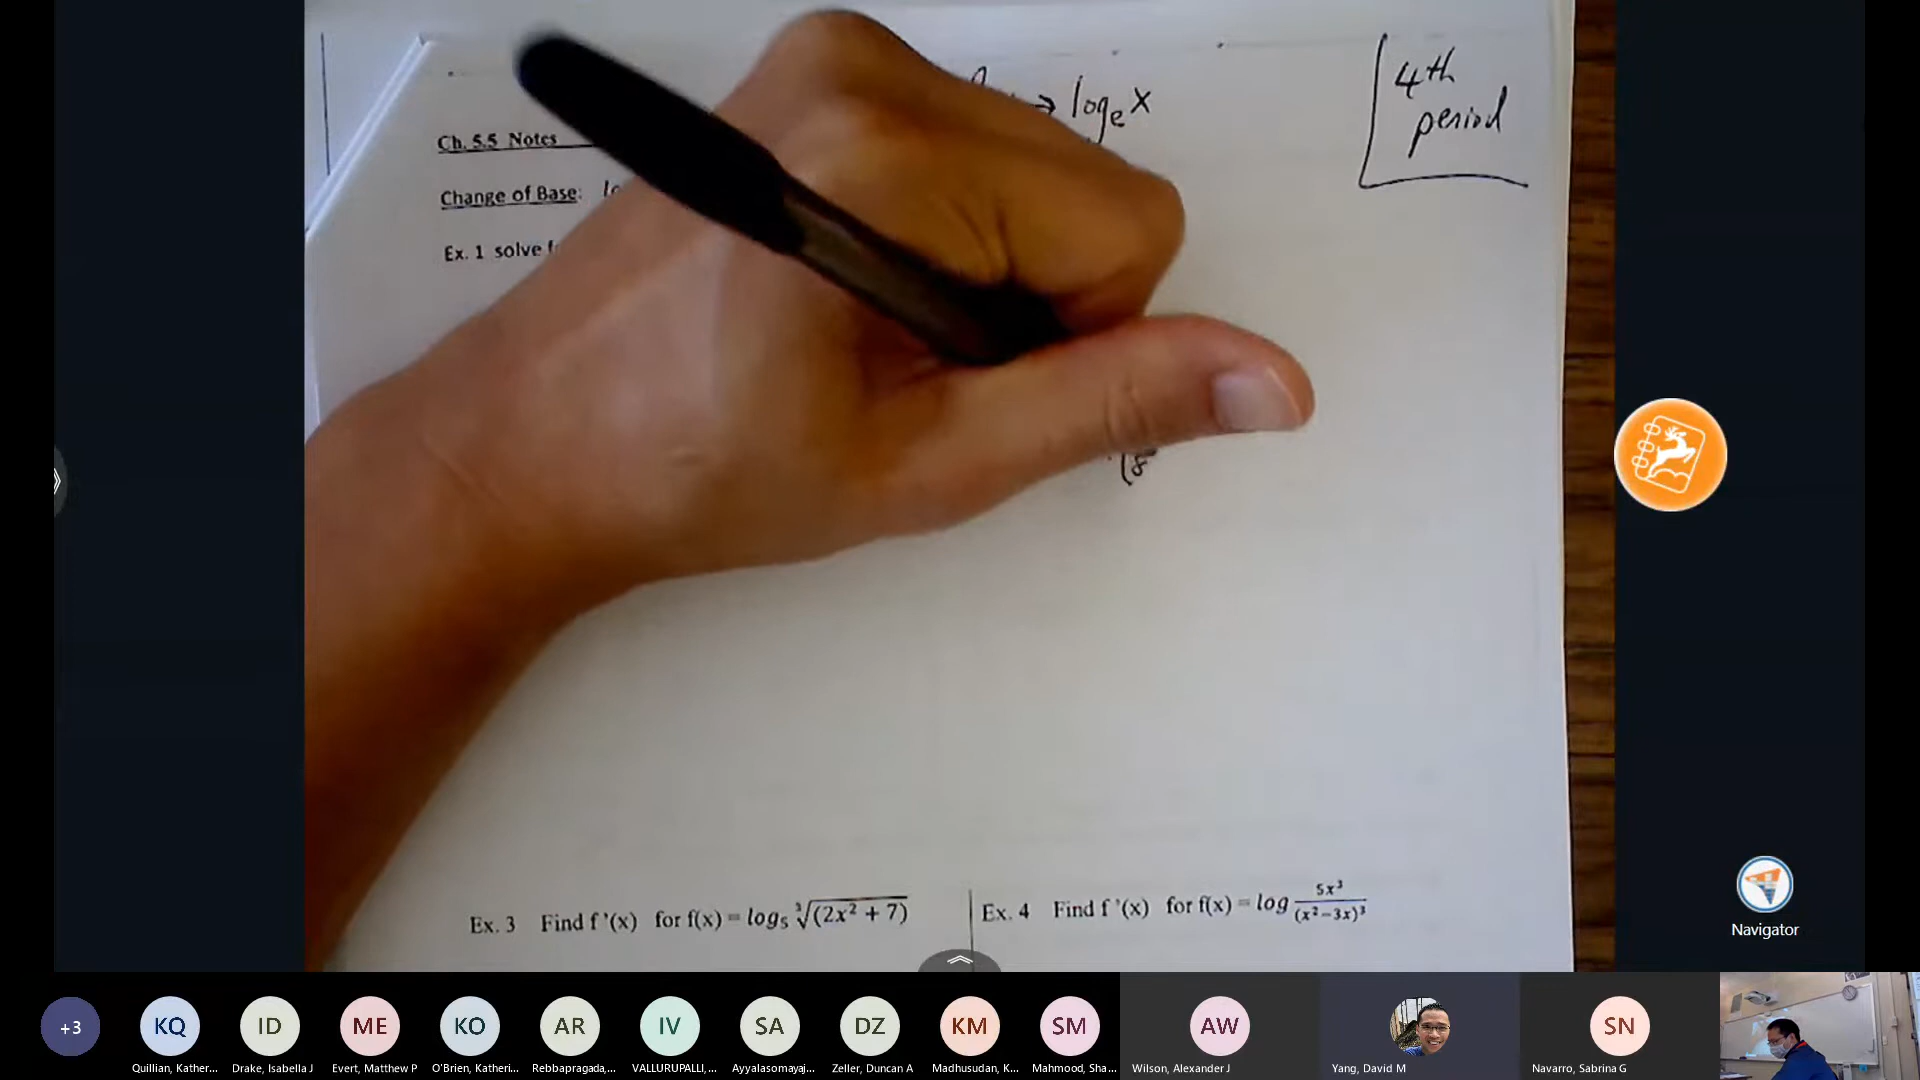 → log_e x
4th
period
Ch. 5.5 Notes
Change of Base:
Ex. 1 solve
(8
Ex. 3 Find f '(x) for f(x) = log₅ ∛(2x² + 7)
Ex. 4 Find f '(x) for f(x) = log 5x³/(x²−3x)³
Navigator
+3
KQ
ID
ME
KO
AR
IV
SA
DZ
KM
SM
AW
SN
Quillian, Kather...
Drake, Isabella J
Evert, Matthew P
O'Brien, Katheri...
Rebbapragada,...
VALLURUPALLI,...
Ayyalasomayaj...
Zeller, Duncan A
Madhusudan, K...
Mahmood, Sha...
Wilson, Alexander J
Yang, David M
Navarro, Sabrina G